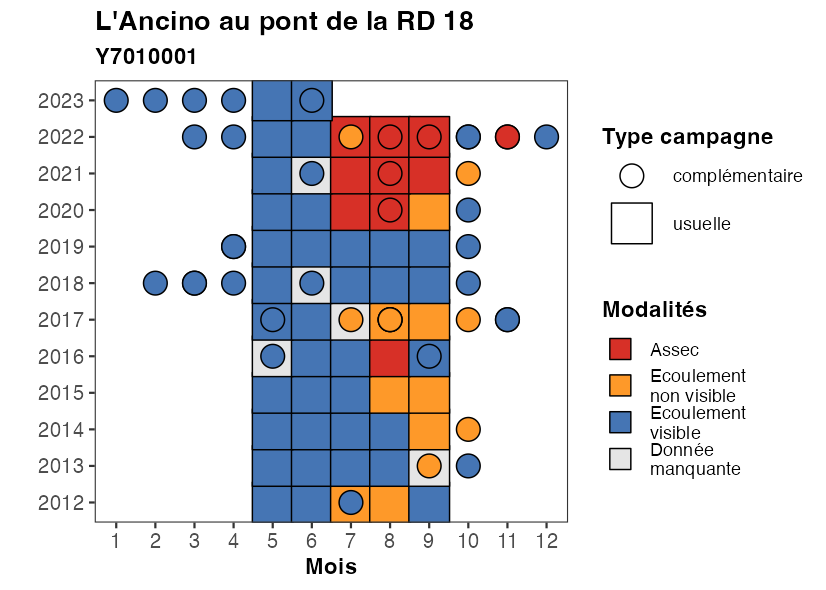 L'Ancino au pont de la RD 18
Y7010001
2023
2022
2021
2020
2019
2018
2017
2016
2015
2014
2013
2012
1 2 3 4 5 6 7 8 9 10 11 12
Mois
Type campagne
complémentaire
usuelle
Modalités
Assec
Ecoulement
non visible
Ecoulement
visible
Donnée
manquante